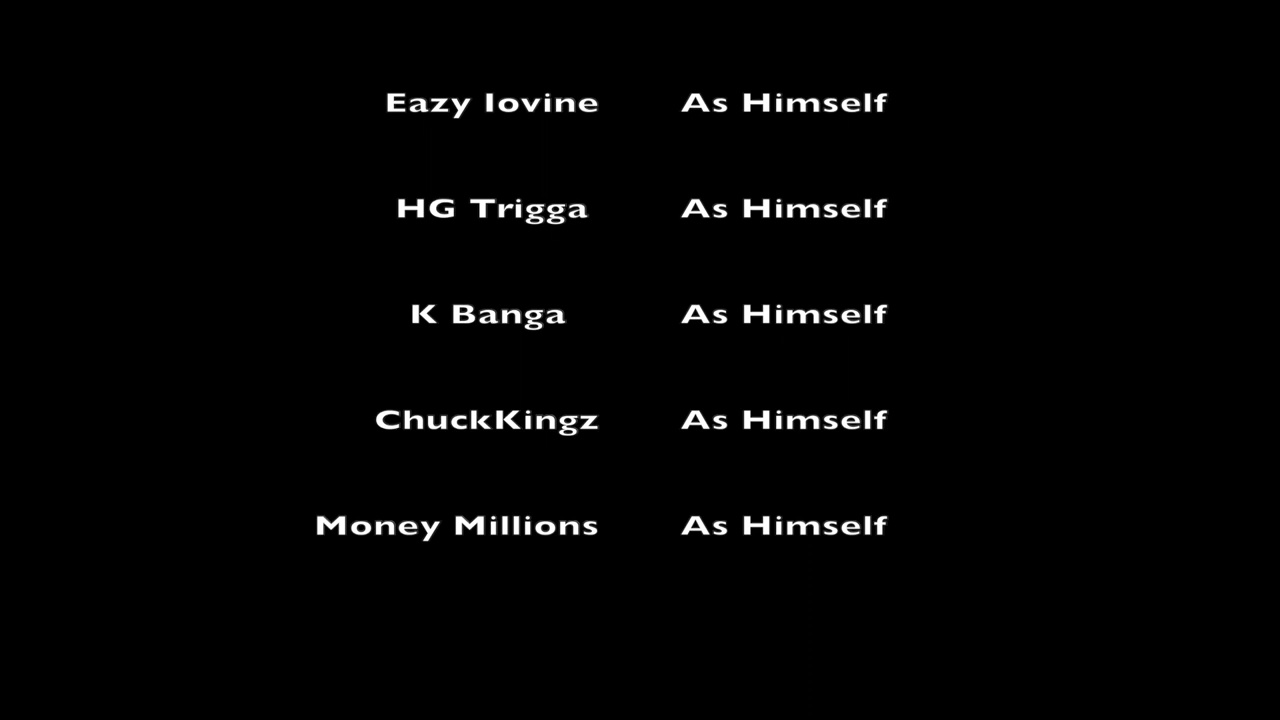 Eazy Iovine As Himself
HG Trigga As Himself
K Banga As Himself
ChuckKingz As Himself
Money Millions As Himself